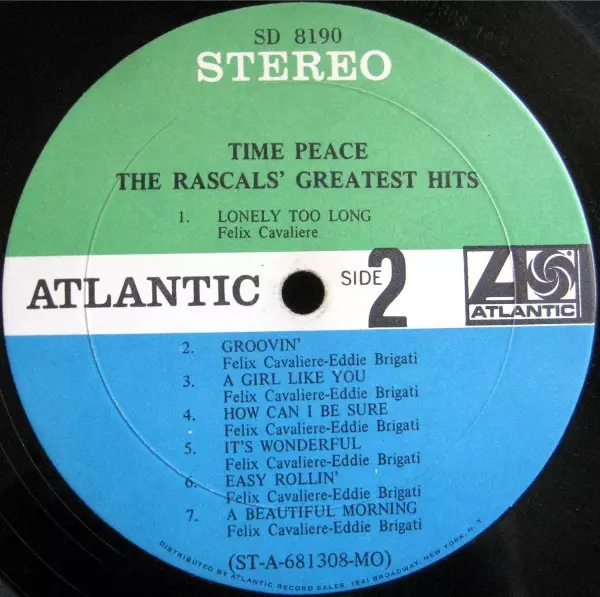 SD 8190
STEREO
TIME PEACE
THE RASCALS' GREATEST HITS
1. LONELY TOO LONG
Felix Cavaliere
ATLANTIC
SIDE 2
ATLANTIC
2. GROOVIN'
Felix Cavaliere-Eddie Brigati
3. A GIRL LIKE YOU
Felix Cavaliere-Eddie Brigati
4. HOW CAN I BE SURE
Felix Cavaliere-Eddie Brigati
5. IT'S WONDERFUL
Felix Cavaliere-Eddie Brigati
6. EASY ROLLIN'
Felix Cavaliere-Eddie Brigati
7. A BEAUTIFUL MORNING
Felix Cavaliere-Eddie Brigati
(ST-A-681308-MO)
DISTRIBUTED BY ATLANTIC RECORD SALES, 1841 BROADWAY, NEW YORK, N. Y.